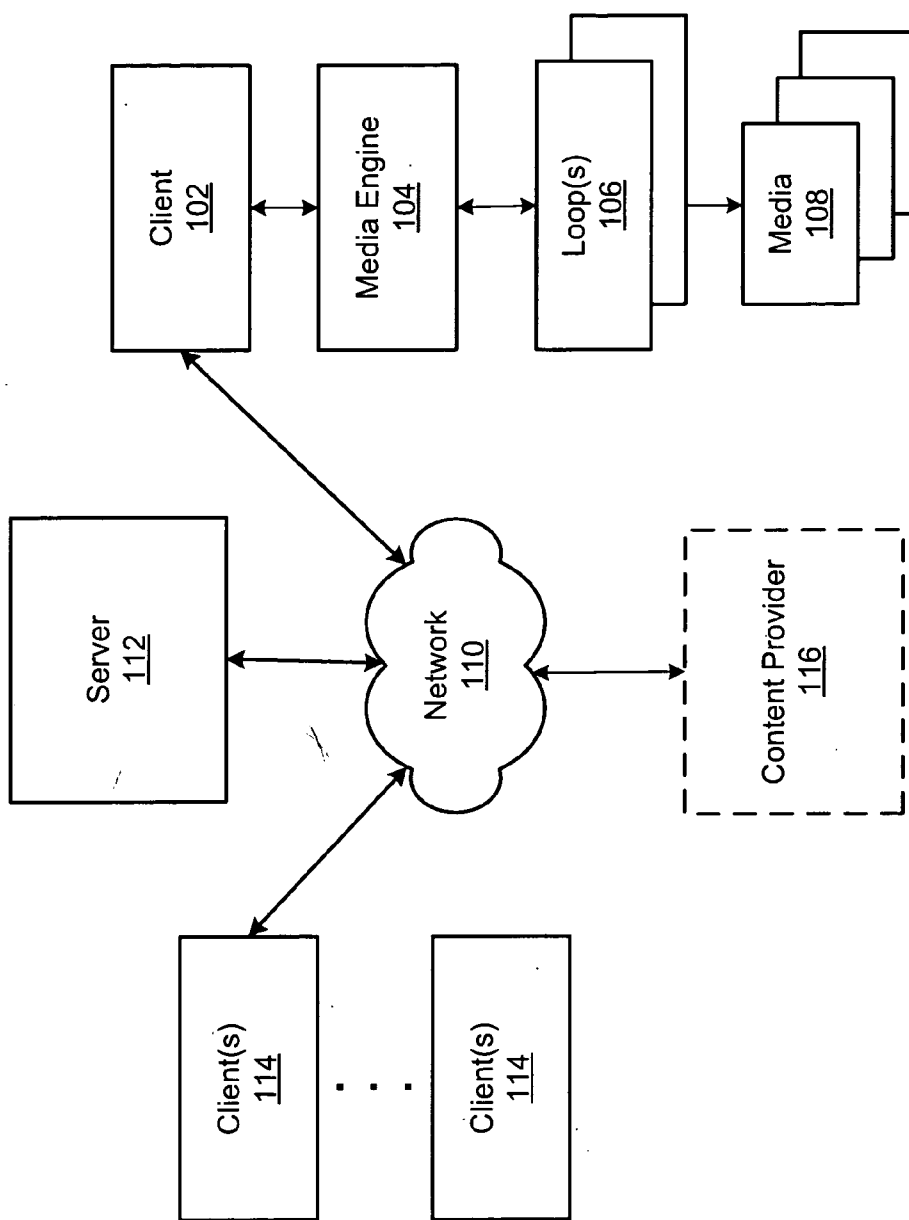 Client
102
Media Engine
104
Loop(s)
106
Media
108
Server
112
Network
110
Content Provider
116
Client(s)
114
. . .
Client(s)
114